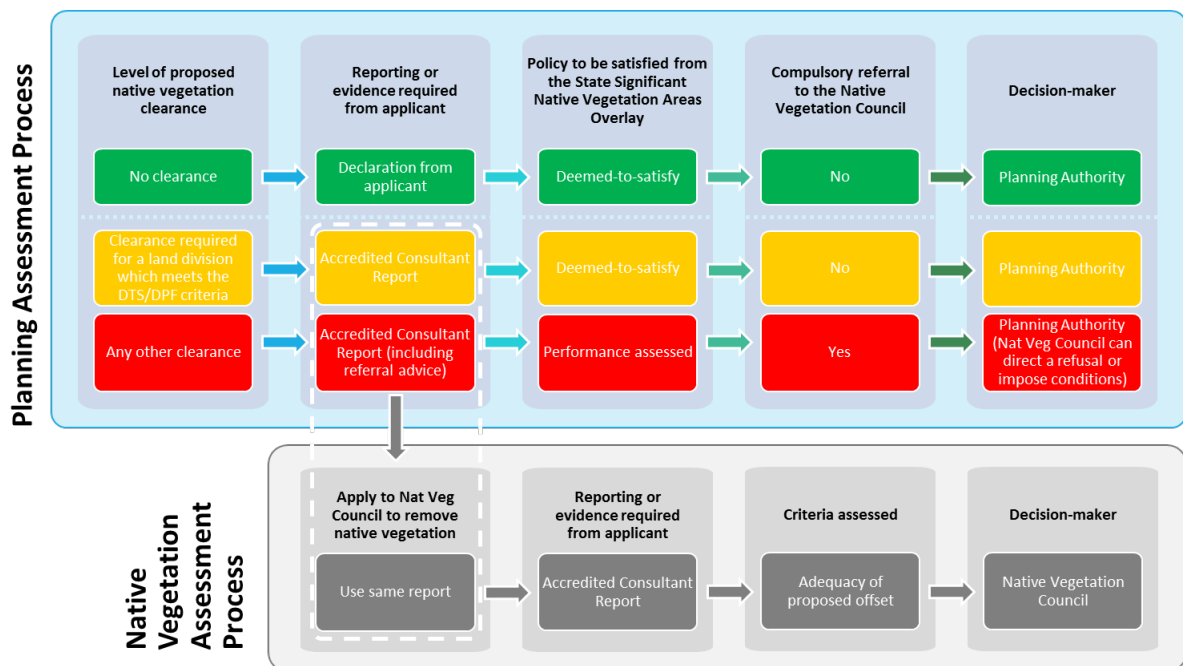 Planning Assessment Process
Level of proposed
native vegetation
clearance
Reporting or
evidence required
from applicant
Policy to be satisfied from
the State Significant
Native Vegetation Areas
Overlay
Compulsory referral
to the Native
Vegetation Council
Decision-maker
No clearance
Declaration from
applicant
Deemed-to-satisfy
No
Planning Authority
Clearance required
for a land division
which meets the
DTS/DPF criteria
Accredited Consultant
Report
Deemed-to-satisfy
No
Planning Authority
Any other clearance
Accredited Consultant
Report (including
referral advice)
Performance assessed
Yes
Planning Authority
(Nat Veg Council can
direct a refusal or
impose conditions)
Native
Vegetation
Assessment
Process
Apply to Nat Veg
Council to remove
native vegetation
Reporting or
evidence required
from applicant
Criteria assessed
Decision-maker
Use same report
Accredited Consultant
Report
Adequacy of
proposed offset
Native Vegetation
Council